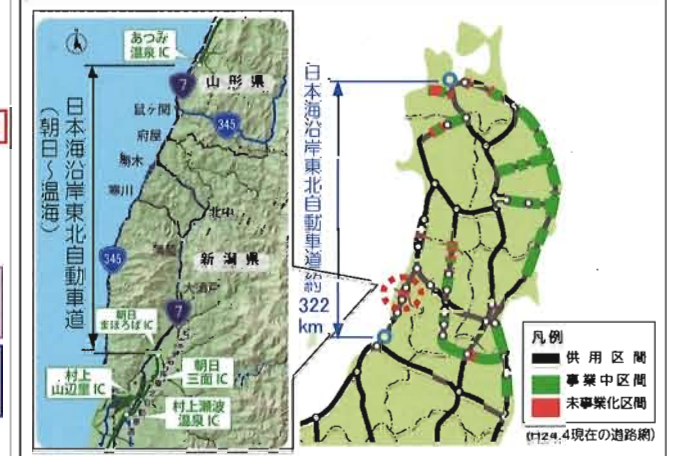 あつみ
温泉IC
7
山形県
鼠ヶ関
345
府屋
勝木
寒川
北中
日本海沿岸東北自動車道
(朝日~温海)
新潟県
345
大須戸
7
朝日
まほろばIC
朝日
三面IC
村上
山辺里IC
村上瀬波
温泉IC
日本海沿岸東北自動車道約
322
km
凡例
供用区間
事業中区間
未事業化区間
(H24.4現在の道路網)